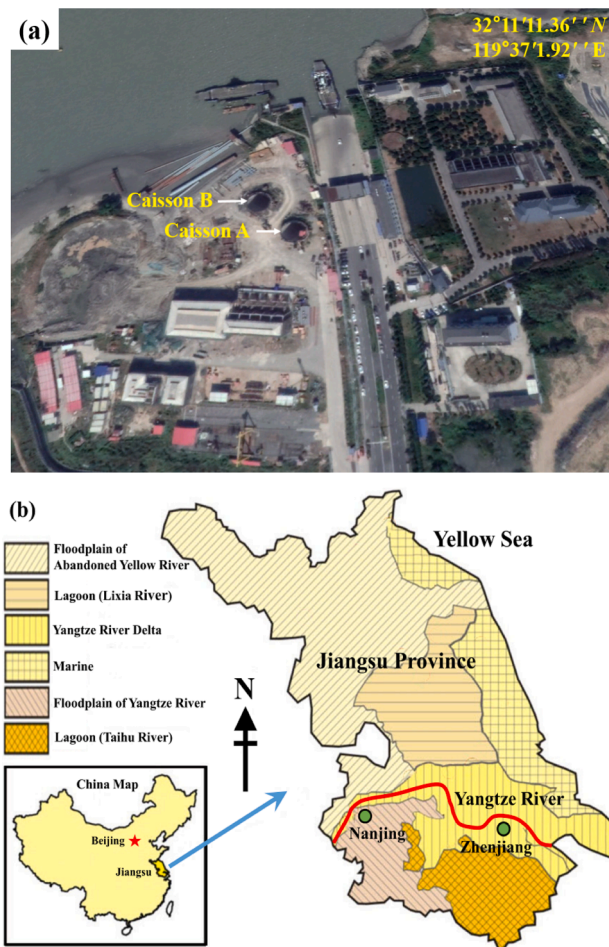 (a)
32°11'11.36''N
119°37'1.92''E
Caisson B
Caisson A
(b)
Floodplain of
Abandoned Yellow River
Lagoon (Lixia River)
Yangtze River Delta
Marine
Floodplain of Yangtze River
Lagoon (Taihu River)
Yellow Sea
Jiangsu Province
N
Yangtze River
Nanjing
Zhenjiang
China Map
Beijing
Jiangsu